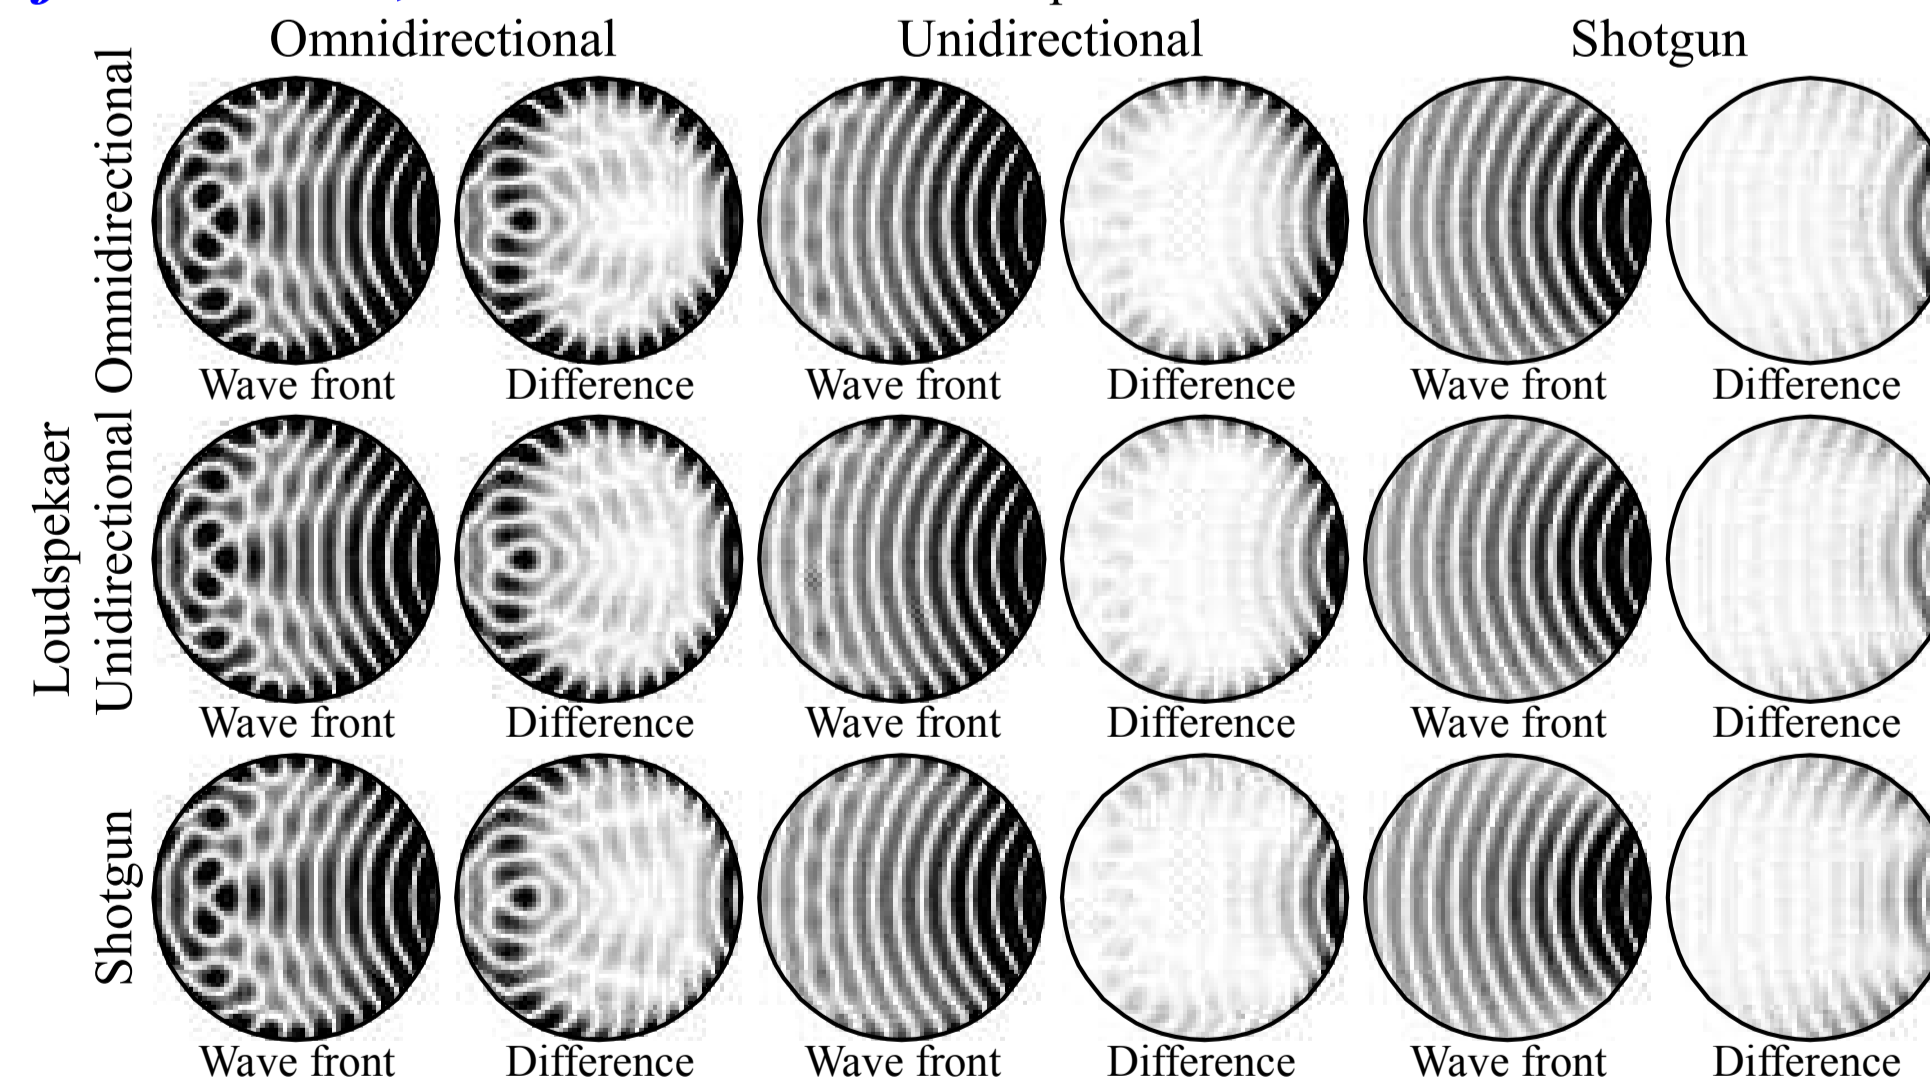 Omnidirectional Unidirectional Shotgun
Omnidirectional
Wave front Difference Wave front Difference Wave front Difference
Loudspekaer
Unidirectional
Wave front Difference Wave front Difference Wave front Difference
Shotgun
Wave front Difference Wave front Difference Wave front Difference